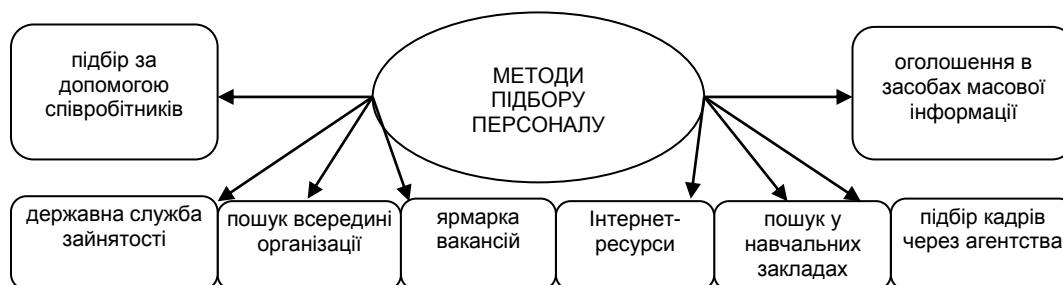 підбір за
допомогою
співробітників
МЕТОДИ
ПІДБОРУ
ПЕРСОНАЛУ
оголошення в
засобах масової
інформації
державна служба
зайнятості
пошук всередині
організації
ярмарка
вакансій
Інтернет-
ресурси
пошук у
навчальних
закладах
підбір кадрів
через агентства